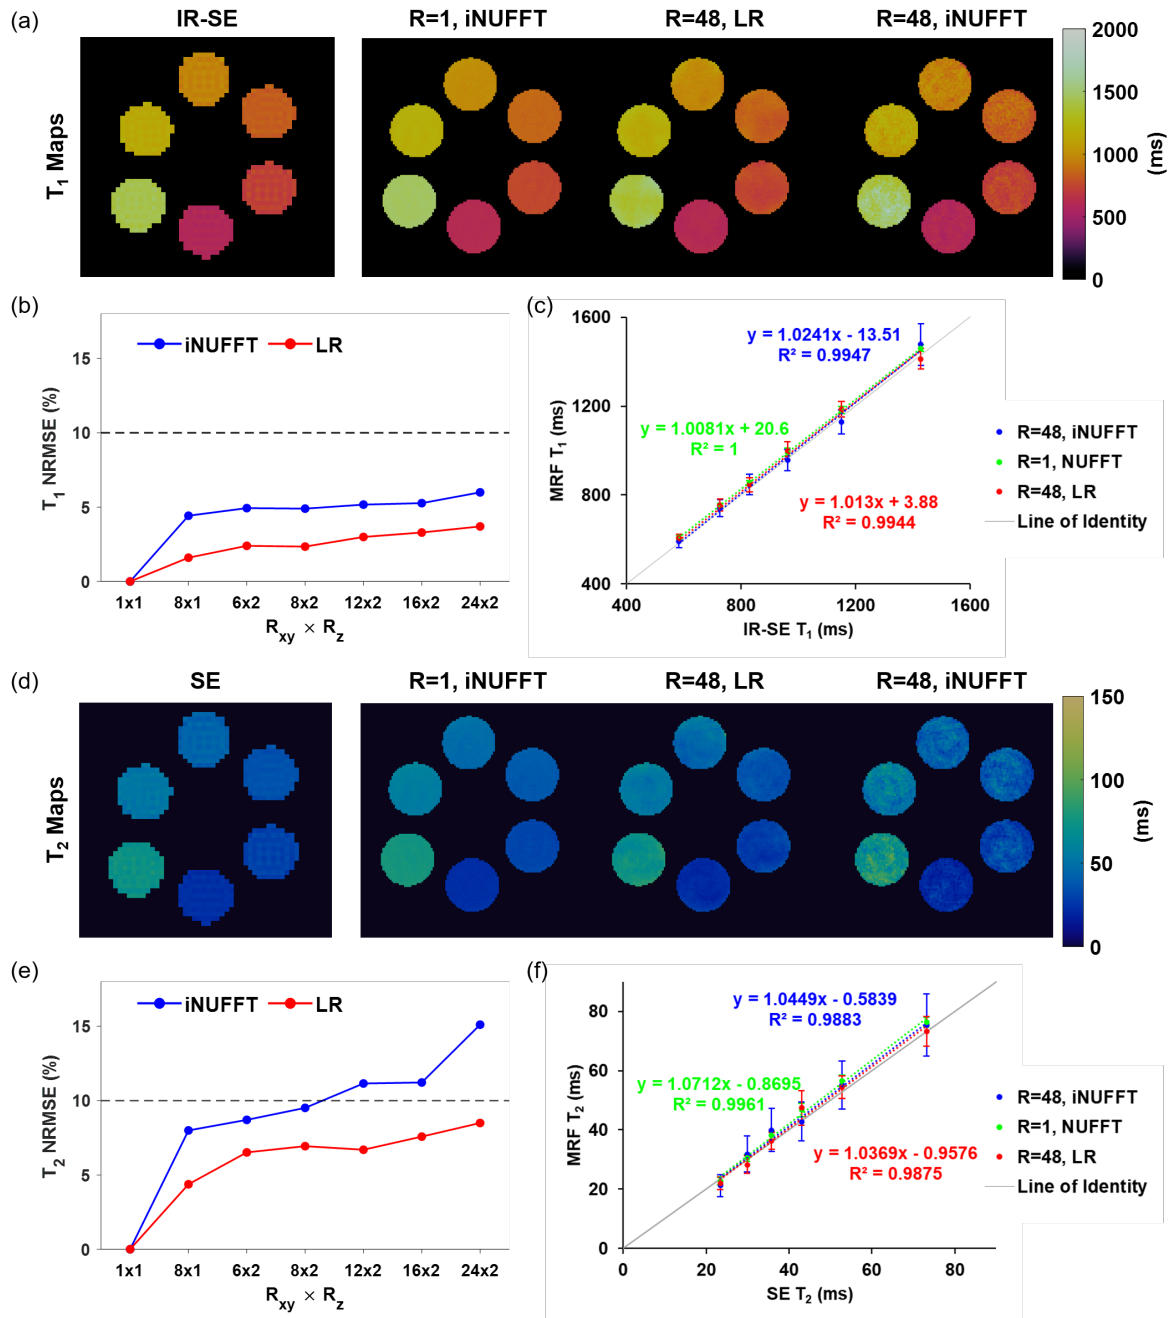 (a)
IR-SE
R=1, iNUFFT
R=48, LR
R=48, iNUFFT
T1 Maps
2000
1500
1000
500
0
(ms)
(b)
iNUFFT
LR
T1 NRMSE (%)
15
10
5
0
1x1 8x1 6x2 8x2 12x2 16x2 24x2
Rxy × Rz
(c)
1600
1200
800
400
MRF T1 (ms)
y = 1.0241x - 13.51
R² = 0.9947
y = 1.0081x + 20.6
R² = 1
y = 1.013x + 3.88
R² = 0.9944
400 800 1200 1600
IR-SE T1 (ms)
R=48, iNUFFT
R=1, NUFFT
R=48, LR
Line of Identity
(d)
SE
R=1, iNUFFT
R=48, LR
R=48, iNUFFT
T2 Maps
150
100
50
0
(ms)
(e)
iNUFFT
LR
T2 NRMSE (%)
15
10
5
0
1x1 8x1 6x2 8x2 12x2 16x2 24x2
Rxy × Rz
(f)
80
60
40
20
0
MRF T2 (ms)
y = 1.0449x - 0.5839
R² = 0.9883
y = 1.0712x - 0.8695
R² = 0.9961
y = 1.0369x - 0.9576
R² = 0.9875
0 20 40 60 80
SE T2 (ms)
R=48, iNUFFT
R=1, NUFFT
R=48, LR
Line of Identity